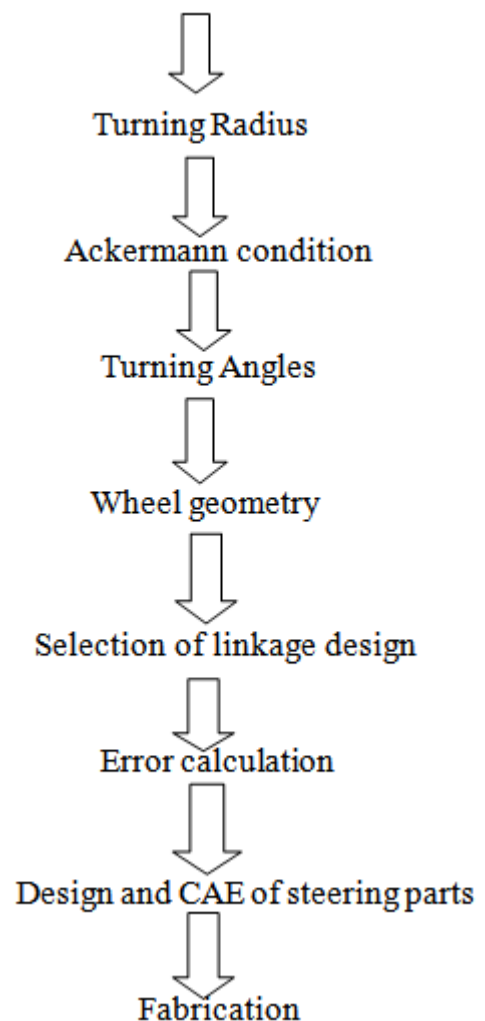 Turning Radius
Ackermann condition
Turning Angles
Wheel geometry
Selection of linkage design
Error calculation
Design and CAE of steering parts
Fabrication